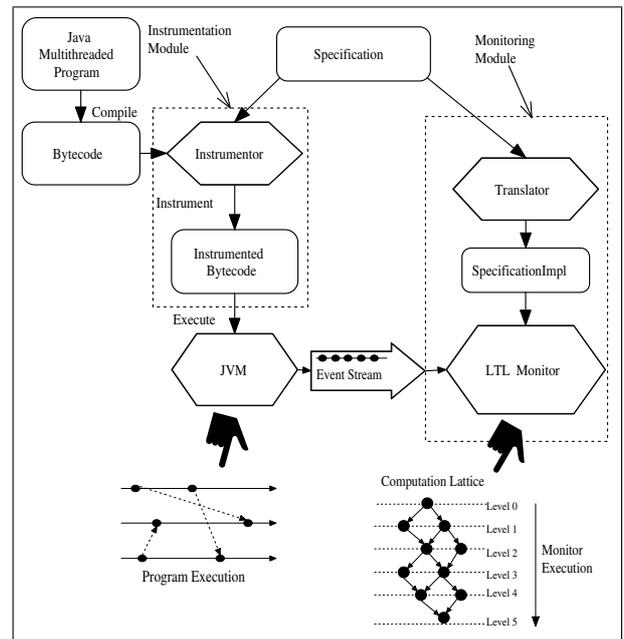 Java
Multithreaded
Program
Instrumentation
Module
Specification
Monitoring
Module
Compile
Bytecode
Instrumentor
Translator
Instrument
Instrumented
Bytecode
SpecificationImpl
Execute
JVM
Event Stream
LTL Monitor
Computation Lattice
Level 0
Level 1
Level 2
Level 3
Level 4
Level 5
Monitor
Execution
Program Execution